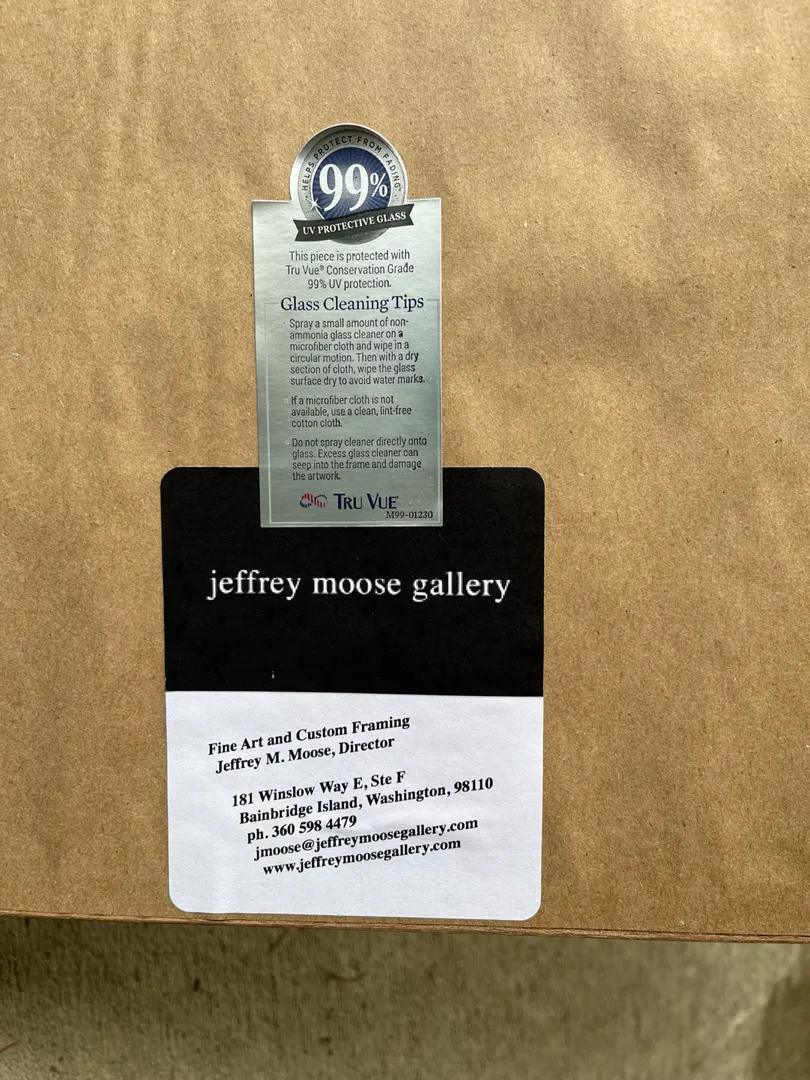 HELPS PROTECT FROM FADING
99%
UV PROTECTIVE GLASS
This piece is protected with
Tru Vue® Conservation Grade
99% UV protection.
Glass Cleaning Tips
Spray a small amount of non-
ammonia glass cleaner on a
microfiber cloth and wipe in a
circular motion. Then with a dry
section of cloth, wipe the glass
surface dry to avoid water marks.
If a microfiber cloth is not
available, use a clean, lint-free
cotton cloth.
Do not spray cleaner directly onto
glass. Excess glass cleaner can
seep into the frame and damage
the artwork.
TRU VUE
M99-01230
jeffrey moose gallery
Fine Art and Custom Framing
Jeffrey M. Moose, Director
181 Winslow Way E, Ste F
Bainbridge Island, Washington, 98110
ph. 360 598 4479
jmoose@jeffreymoosegallery.com
www.jeffreymoosegallery.com